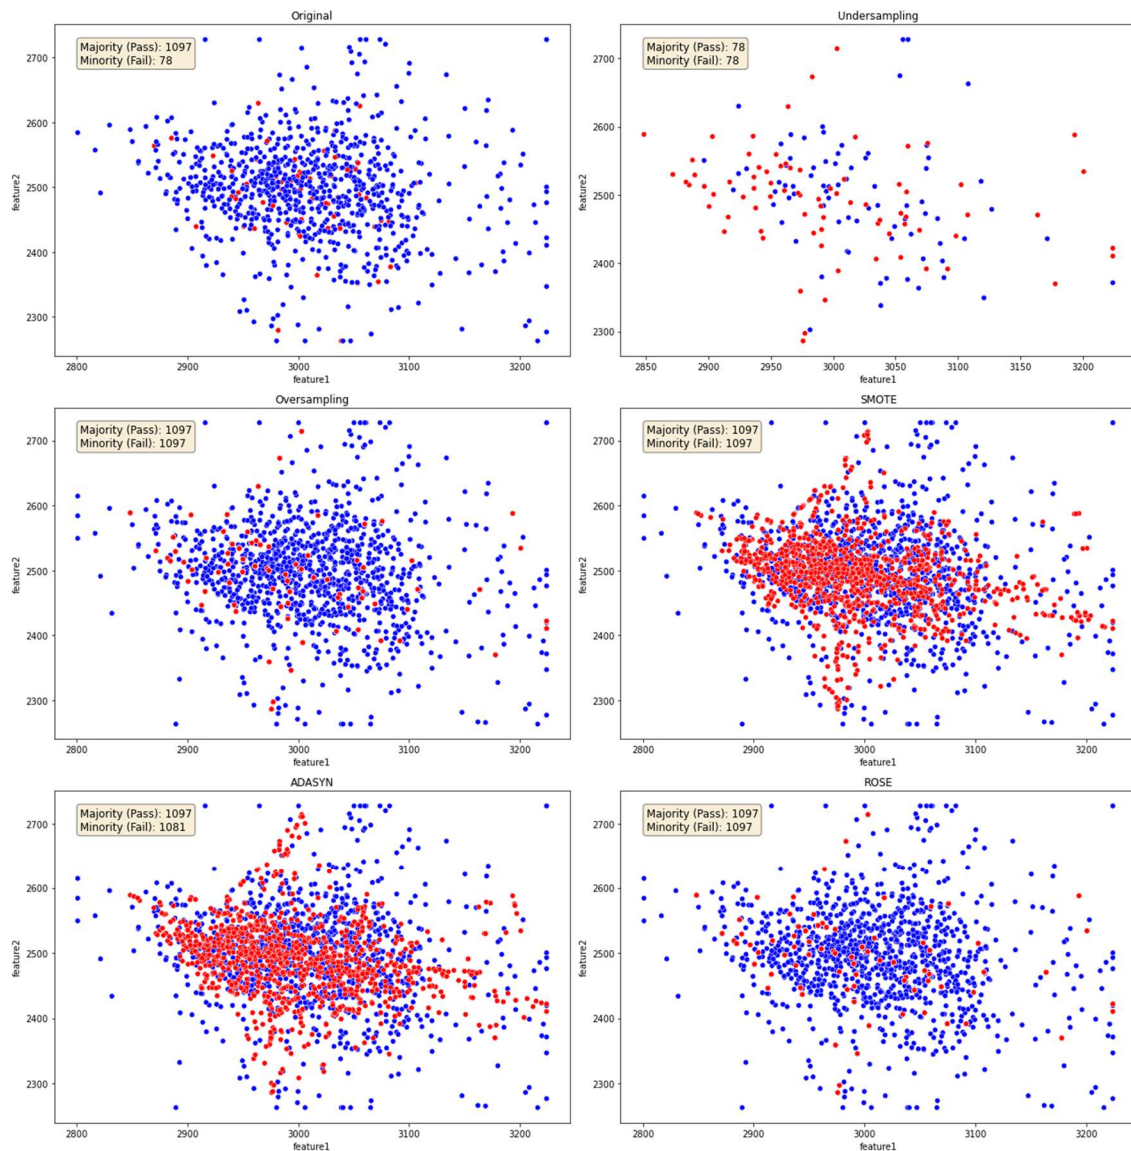 Original
Majority (Pass): 1097
Minority (Fail): 78
2700
2600
2500
2400
2300
feature2
2800 2900 3000 3100 3200
feature1
Undersampling
Majority (Pass): 78
Minority (Fail): 78
2700
2600
2500
2400
2300
feature2
2850 2900 2950 3000 3050 3100 3150 3200
feature1
Oversampling
Majority (Pass): 1097
Minority (Fail): 1097
2700
2600
2500
2400
2300
feature2
2800 2900 3000 3100 3200
feature1
SMOTE
Majority (Pass): 1097
Minority (Fail): 1097
2700
2600
2500
2400
2300
feature2
2800 2900 3000 3100 3200
feature1
ADASYN
Majority (Pass): 1097
Minority (Fail): 1081
2700
2600
2500
2400
2300
feature2
2800 2900 3000 3100 3200
feature1
ROSE
Majority (Pass): 1097
Minority (Fail): 1097
2700
2600
2500
2400
2300
feature2
2800 2900 3000 3100 3200
feature1